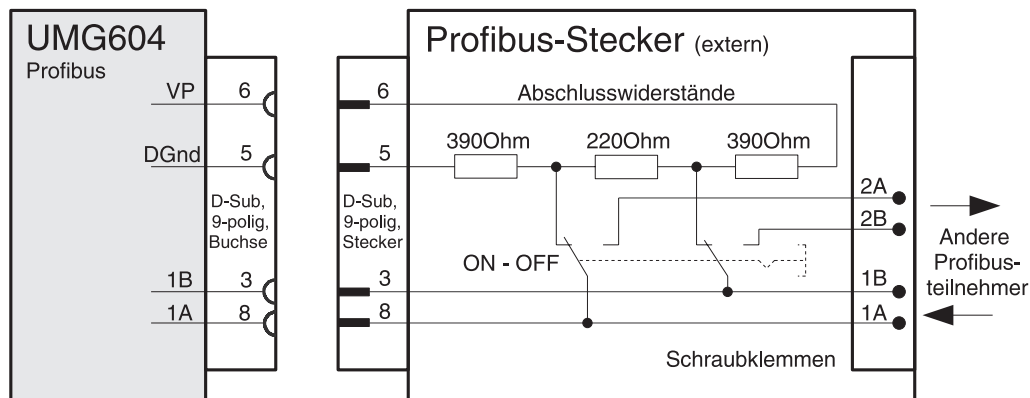 UMG604
Profibus
VP 6
DGnd 5
D-Sub,
9-polig,
Buchse
1B 3
1A 8
Profibus-Stecker (extern)
6 Abschlusswiderstände
5 390Ohm 220Ohm 390Ohm
D-Sub,
9-polig,
Stecker
ON - OFF
3
8
2A
2B
1B
1A
Schraubklemmen
Andere
Profibus-
teilnehmer